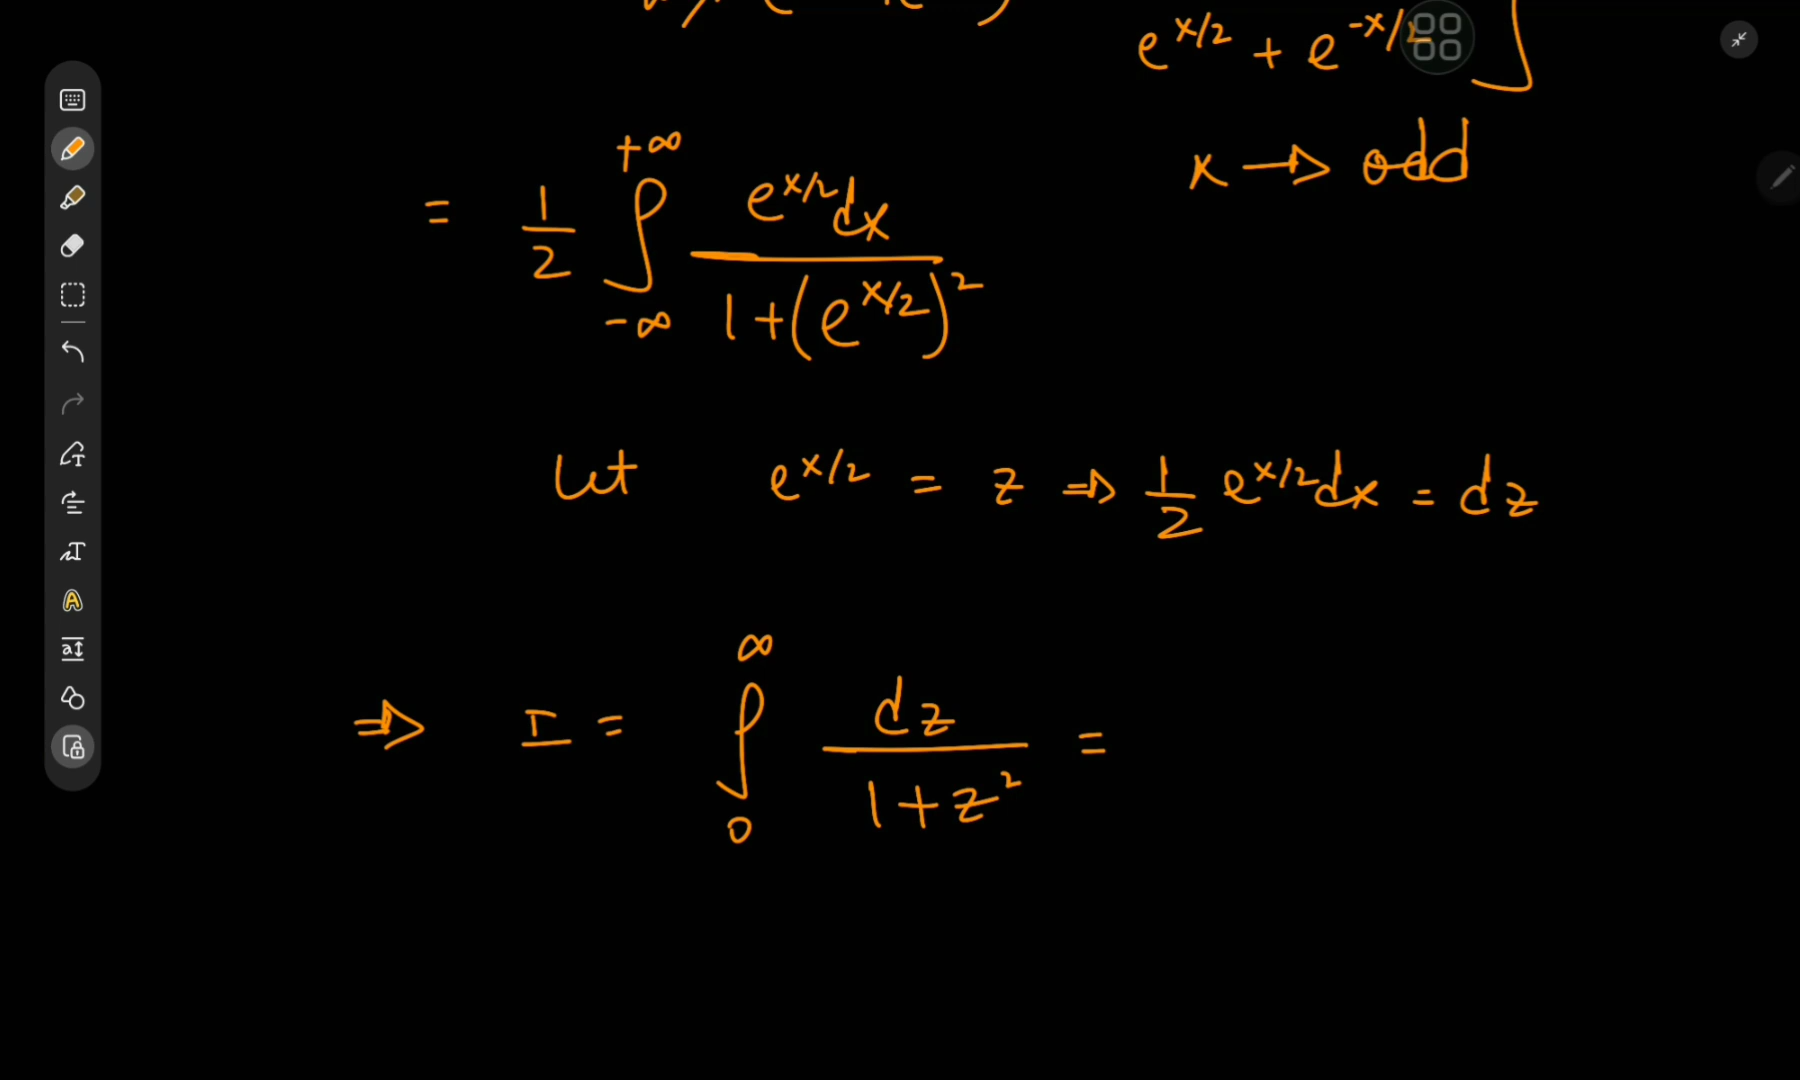 e^{x/2} + e^{-x/2}
x → odd
= 1/2 ∫_{-∞}^{+∞} e^{x/2}dx / 1+(e^{x/2})^2
Let e^{x/2} = z ⇒ 1/2 e^{x/2}dx = dz
⇒ I = ∫_0^∞ dz / 1+z^2 =